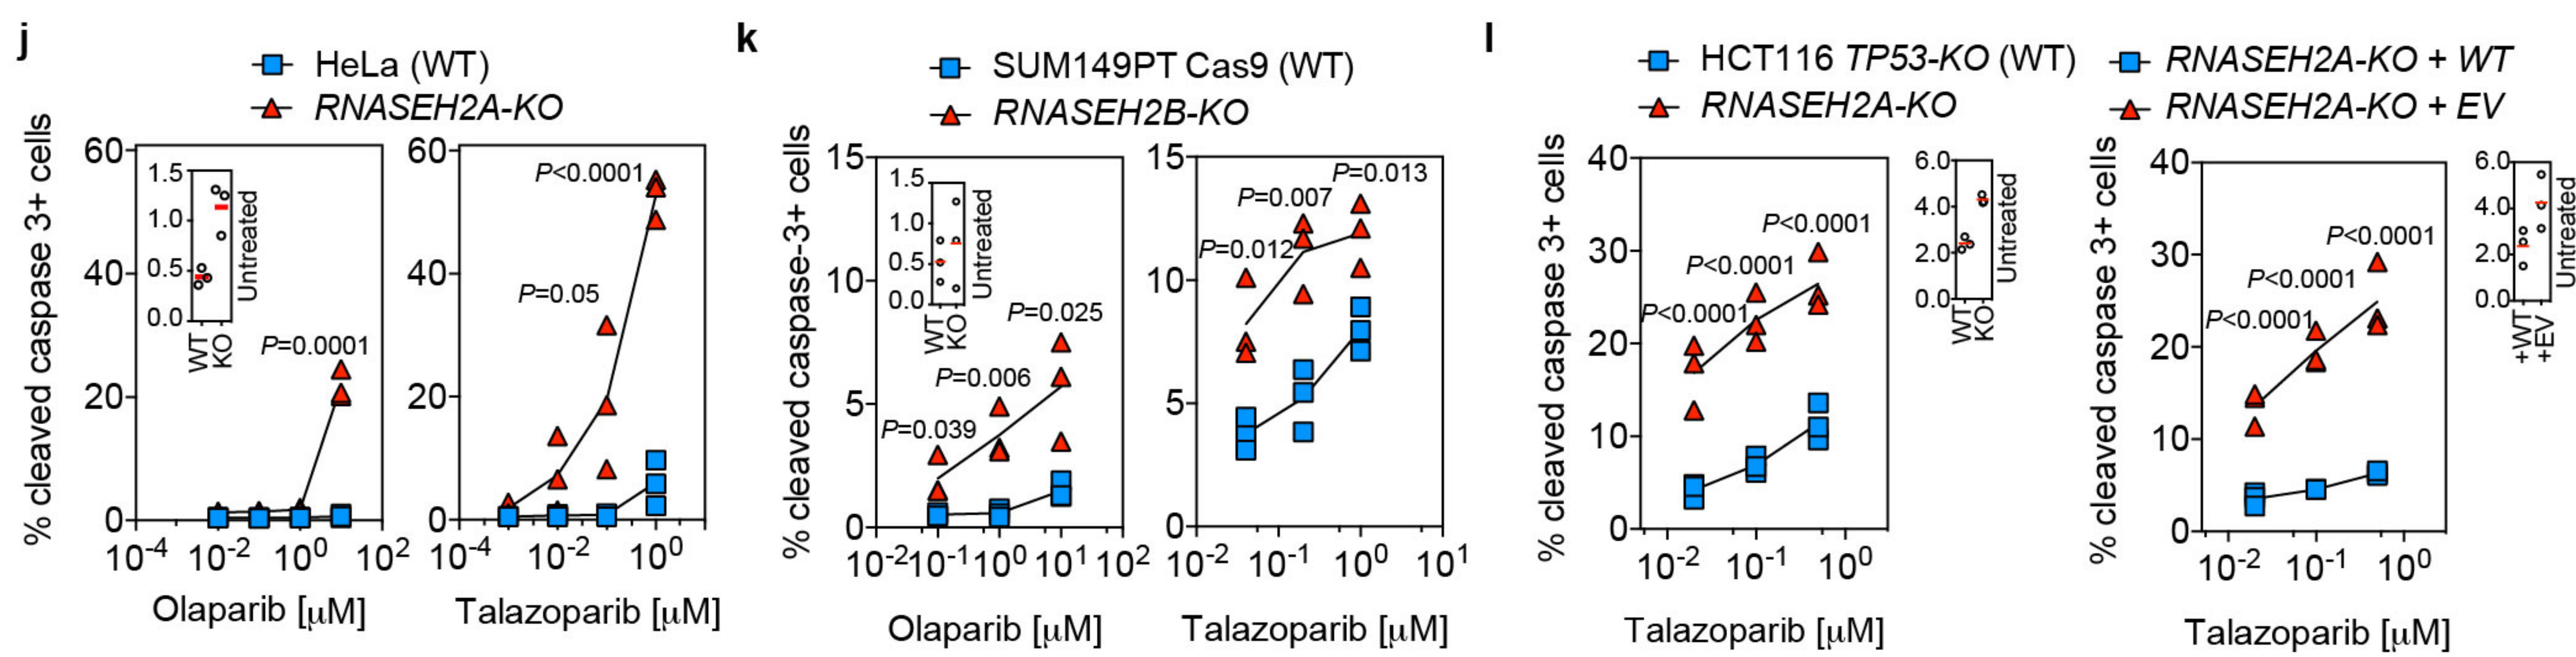 j
HeLa (WT)
RNASEH2A-KO
% cleaved caspase 3+ cells
60
40
20
0
1.5
1.0
0.5
0.0
WT
KO
Untreated
P=0.0001
10-4 10-2 100 102
Olaparib [μM]
60
40
20
0
P<0.0001
P=0.05
10-4 10-2 100
Talazoparib [μM]
k
SUM149PT Cas9 (WT)
RNASEH2B-KO
% cleaved caspase-3+ cells
15
10
5
0
1.5
1.0
0.5
0.0
WT
KO
Untreated
P=0.025
P=0.006
P=0.039
10-2 10-1 100 101 102
Olaparib [μM]
15
10
5
0
P=0.013
P=0.007
P=0.012
10-2 10-1 100 101
Talazoparib [μM]
l
HCT116 TP53-KO (WT)
RNASEH2A-KO
% cleaved caspase 3+ cells
40
30
20
10
0
P<0.0001
P<0.0001
P<0.0001
10-2 10-1 100
Talazoparib [μM]
6.0
4.0
2.0
0.0
WT
KO
Untreated
RNASEH2A-KO + WT
RNASEH2A-KO + EV
% cleaved caspase 3+ cells
40
30
20
10
0
P<0.0001
P<0.0001
P<0.0001
10-2 10-1 100
Talazoparib [μM]
6.0
4.0
2.0
0.0
+WT
+EV
Untreated